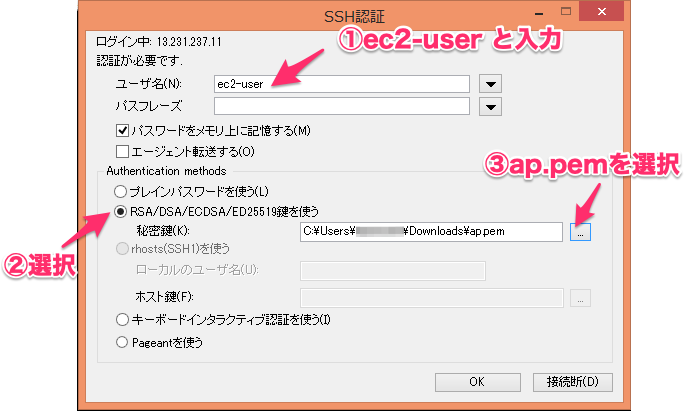 SSH認証
ログイン中: 13.231.237.11
①ec2-user と入力
認証が必要です.
ユーザ名(N):
ec2-user
パスフレーズ
パスワードをメモリ上に記憶する(M)
エージェント転送する(O)
Authentication methods
③ap.pemを選択
プレインパスワードを使う(L)
RSA/DSA/ECDSA/ED25519鍵を使う
秘密鍵(K):
C:¥Users¥ ¥Downloads¥ap.pem
...
②選択
rhosts(SSH1)を使う
ローカルのユーザ名(U):
ホスト鍵(F):
...
キーボードインタラクティブ認証を使う(I)
Pageantを使う
OK
接続断(D)